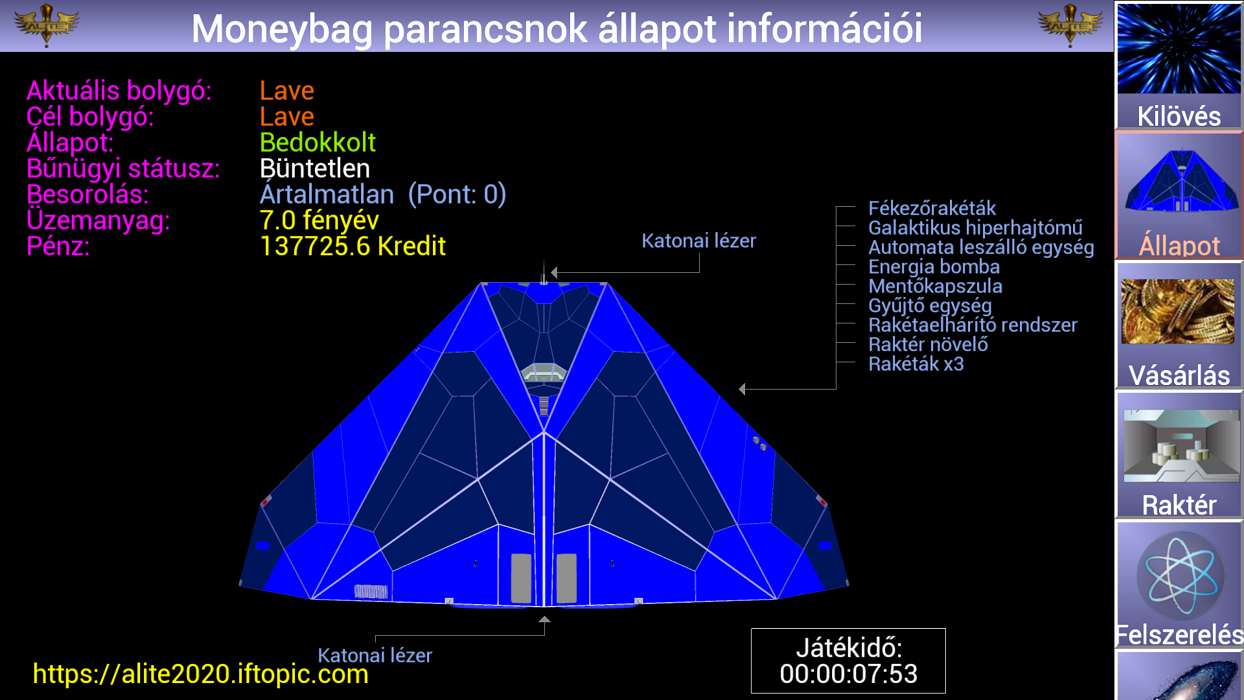 Moneybag parancsnok állapot információi
Aktuális bolygó: Lave
Cél bolygó: Lave
Állapot: Bedokkolt
Bűnügyi státusz: Büntetlen
Besorolás: Ártalmatlan (Pont: 0)
Üzemanyag: 7.0 fényév
Pénz: 137725.6 Kredit
Katonai lézer
Fékezőrakéták
Galaktikus hiperhajtómű
Automata leszálló egység
Energia bomba
Mentőkapszula
Gyűjtő egység
Rakétaelhárító rendszer
Raktér növelő
Rakéták x3
Katonai lézer
https://alite2020.iftopic.com
Játékidő:
00:00:07:53
Kilövés
Állapot
Vásárlás
Raktér
Felszerelés